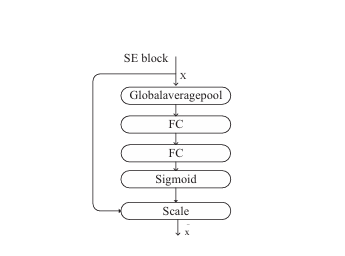 SE block
x
Globalaveragepool
FC
FC
Sigmoid
Scale
x̃